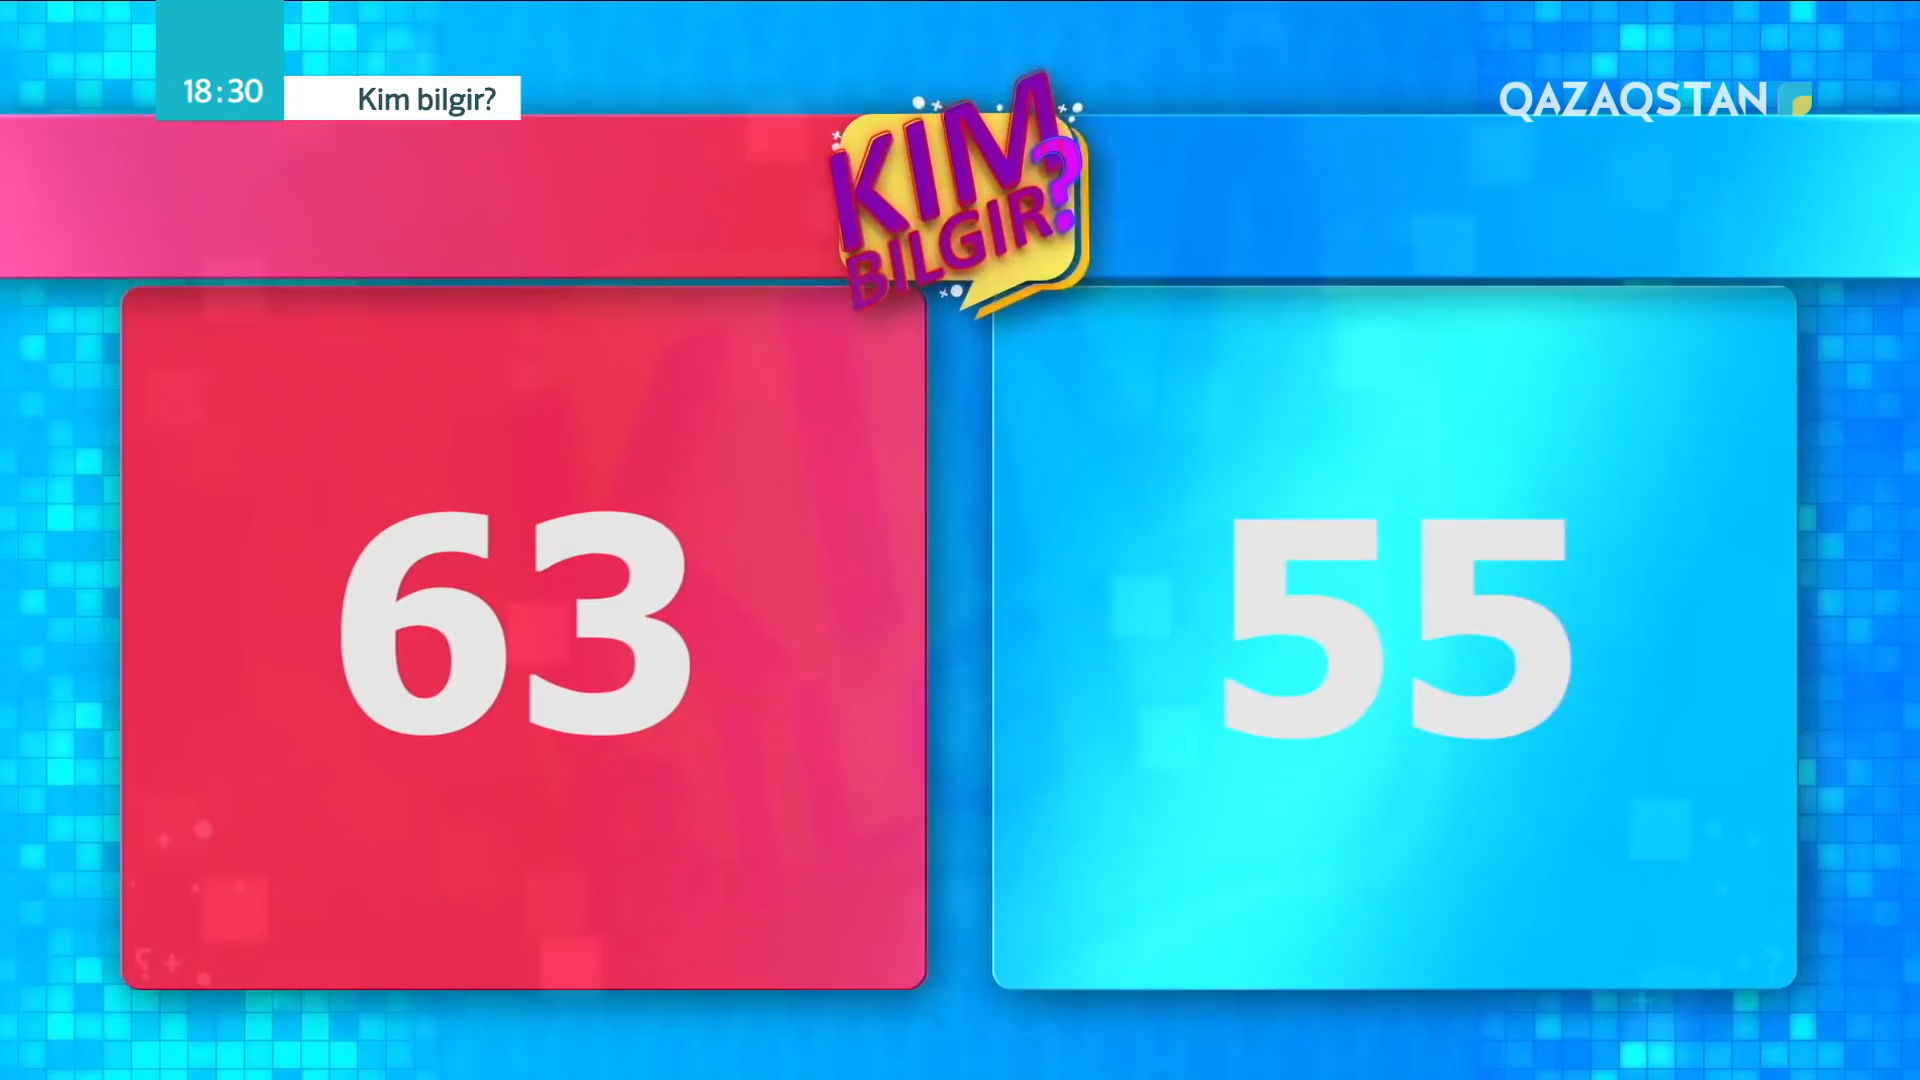 18:30
Kim bilgir?
QAZAQSTAN
KIM
BILGIR?
63
55